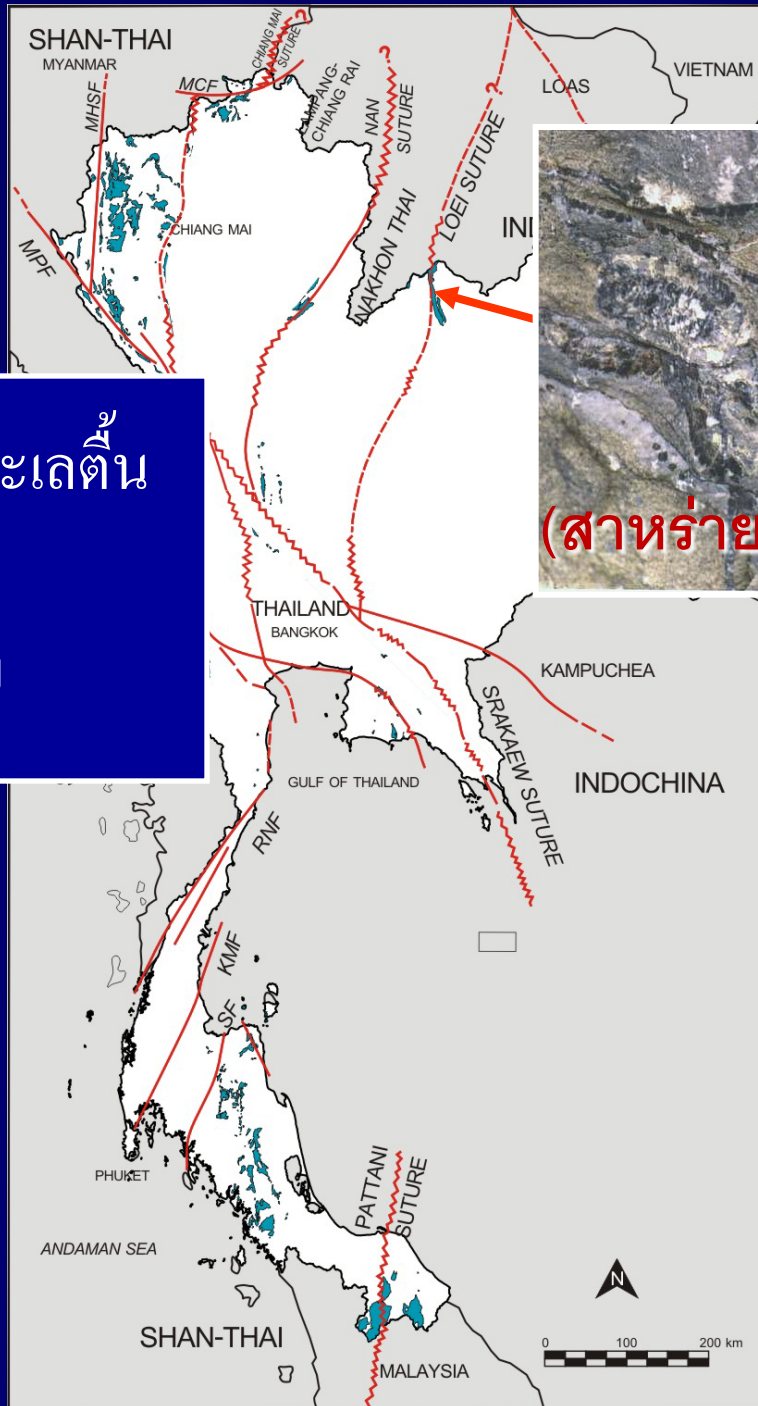 SHAN-THAI
MYANMAR
MHSF
MCF
CHIANG MAI
SUTURE
?
LAMPANG-
CHIANG RAI
NAN
SUTURE
?
LOEI SUTURE
?
LOAS
VIETNAM
MPF
CHIANG MAI
NAKHON THAI
IND
ะเลตื้น
(สาหร่าย
THAILAND
BANGKOK
KAMPUCHEA
SRAKAEW SUTURE
INDOCHINA
GULF OF THAILAND
RNF
KMF
SF
PHUKET
PATTANI
SUTURE
ANDAMAN SEA
N
SHAN-THAI
0 100 200 km
MALAYSIA